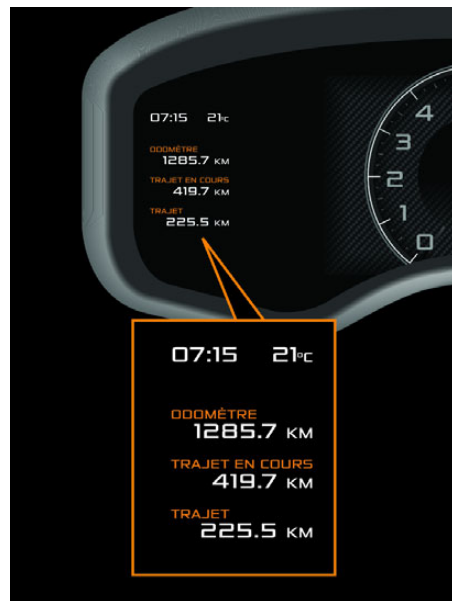 07:15 21°C
ODOMÈTRE
1285.7 KM
TRAJET EN COURS
419.7 KM
TRAJET
225.5 KM
4
3
2
1
0
07:15 21°C
ODOMÈTRE
1285.7 KM
TRAJET EN COURS
419.7 KM
TRAJET
225.5 KM